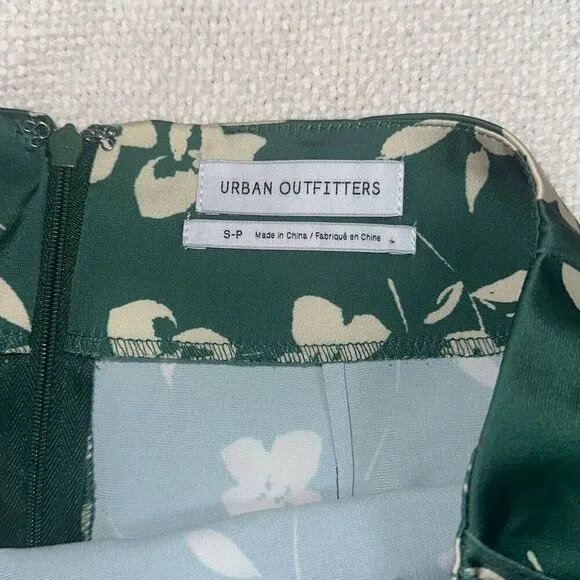 URBAN OUTFITTERS
S-P Made in China / Fabriqué en Chine